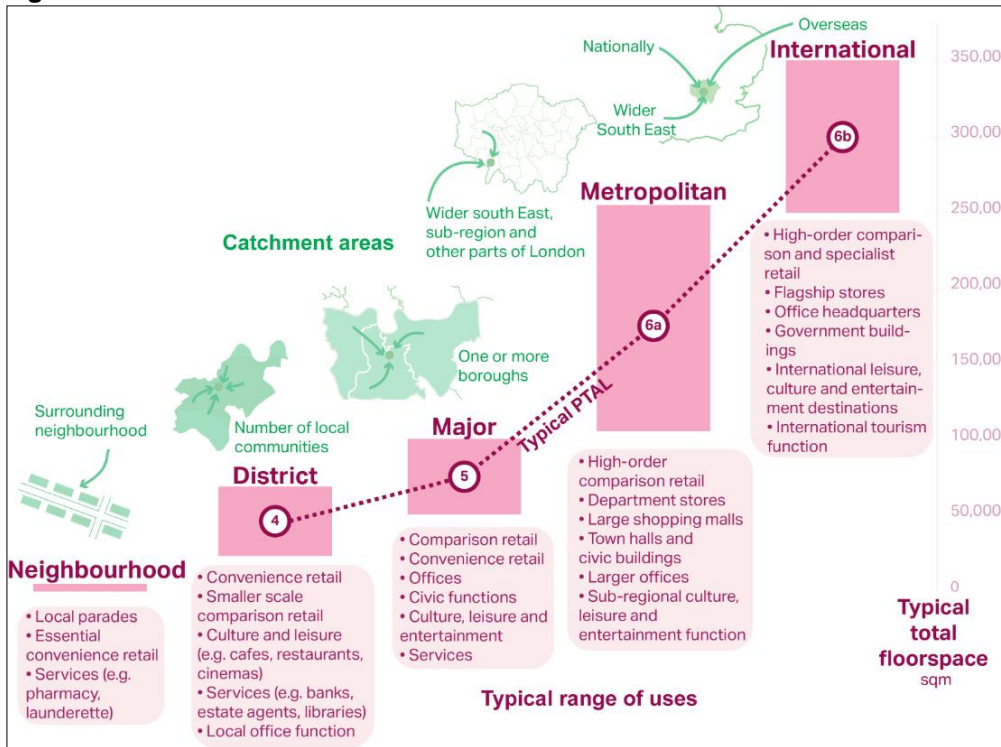 Overseas
Nationally
International
Wider
South East
6b
350,00
300,00
250,00
200,00
150,00
100,00
50,000
0
Metropolitan
Wider south East,
sub-region and
other parts of London
Catchment areas
6a
• High-order compari-
son and specialist
retail
• Flagship stores
• Office headquarters
• Government build-
ings
• International leisure,
culture and entertain-
ment destinations
• International tourism
function
One or more
boroughs
Typical PTAL
Surrounding
neighbourhood
Number of local
communities
Major
5
District
4
• High-order
comparison retail
• Department stores
• Large shopping malls
• Town halls and
civic buildings
• Larger offices
• Sub-regional culture,
leisure and
entertainment function
• Comparison retail
• Convenience retail
• Offices
• Civic functions
• Culture, leisure and
entertainment
• Services
Neighbourhood
• Local parades
• Essential
convenience retail
• Services (e.g.
pharmacy,
launderette)
• Convenience retail
• Smaller scale
comparison retail
• Culture and leisure
(e.g. cafes, restaurants,
cinemas)
• Services (e.g. banks,
estate agents, libraries)
• Local office function
Typical range of uses
Typical
total
floorspace
sqm